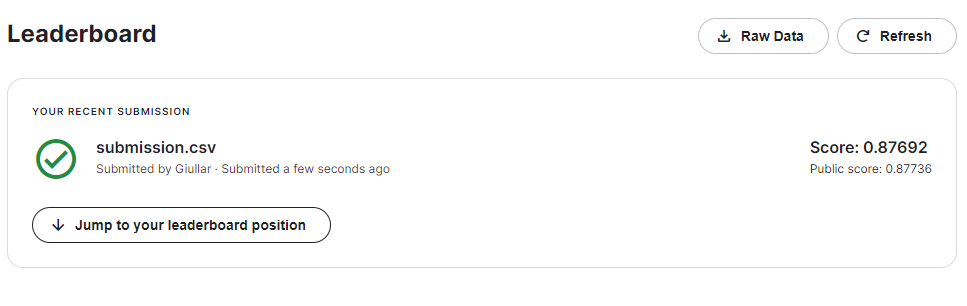 Leaderboard
Raw Data
Refresh
YOUR RECENT SUBMISSION
submission.csv
Submitted by Giullar · Submitted a few seconds ago
Score: 0.87692
Public score: 0.87736
Jump to your leaderboard position